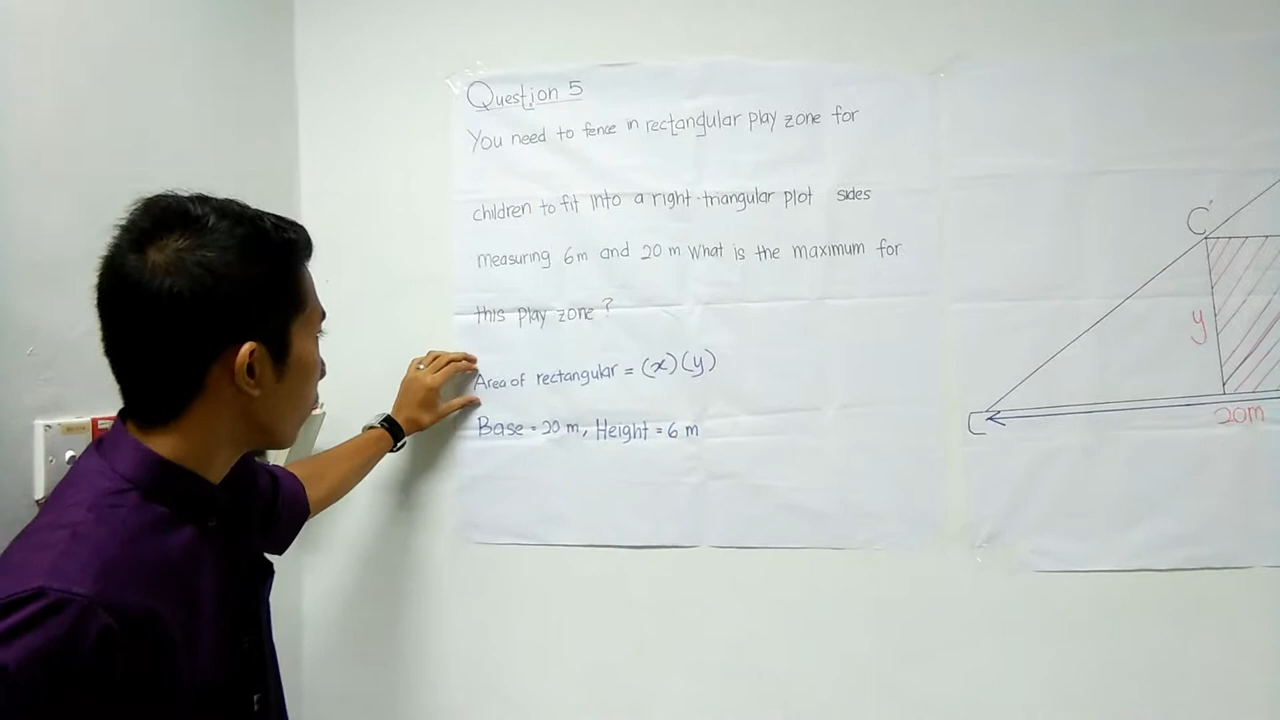 Question 5
You need to fence in rectangular play zone for
children to fit into a right-triangular plot sides
measuring 6m and 20 m What is the maximum for
this play zone?
Area of rectangular = (x)(y)
Base = 20 m, Height = 6 m
C'
y
20m
C